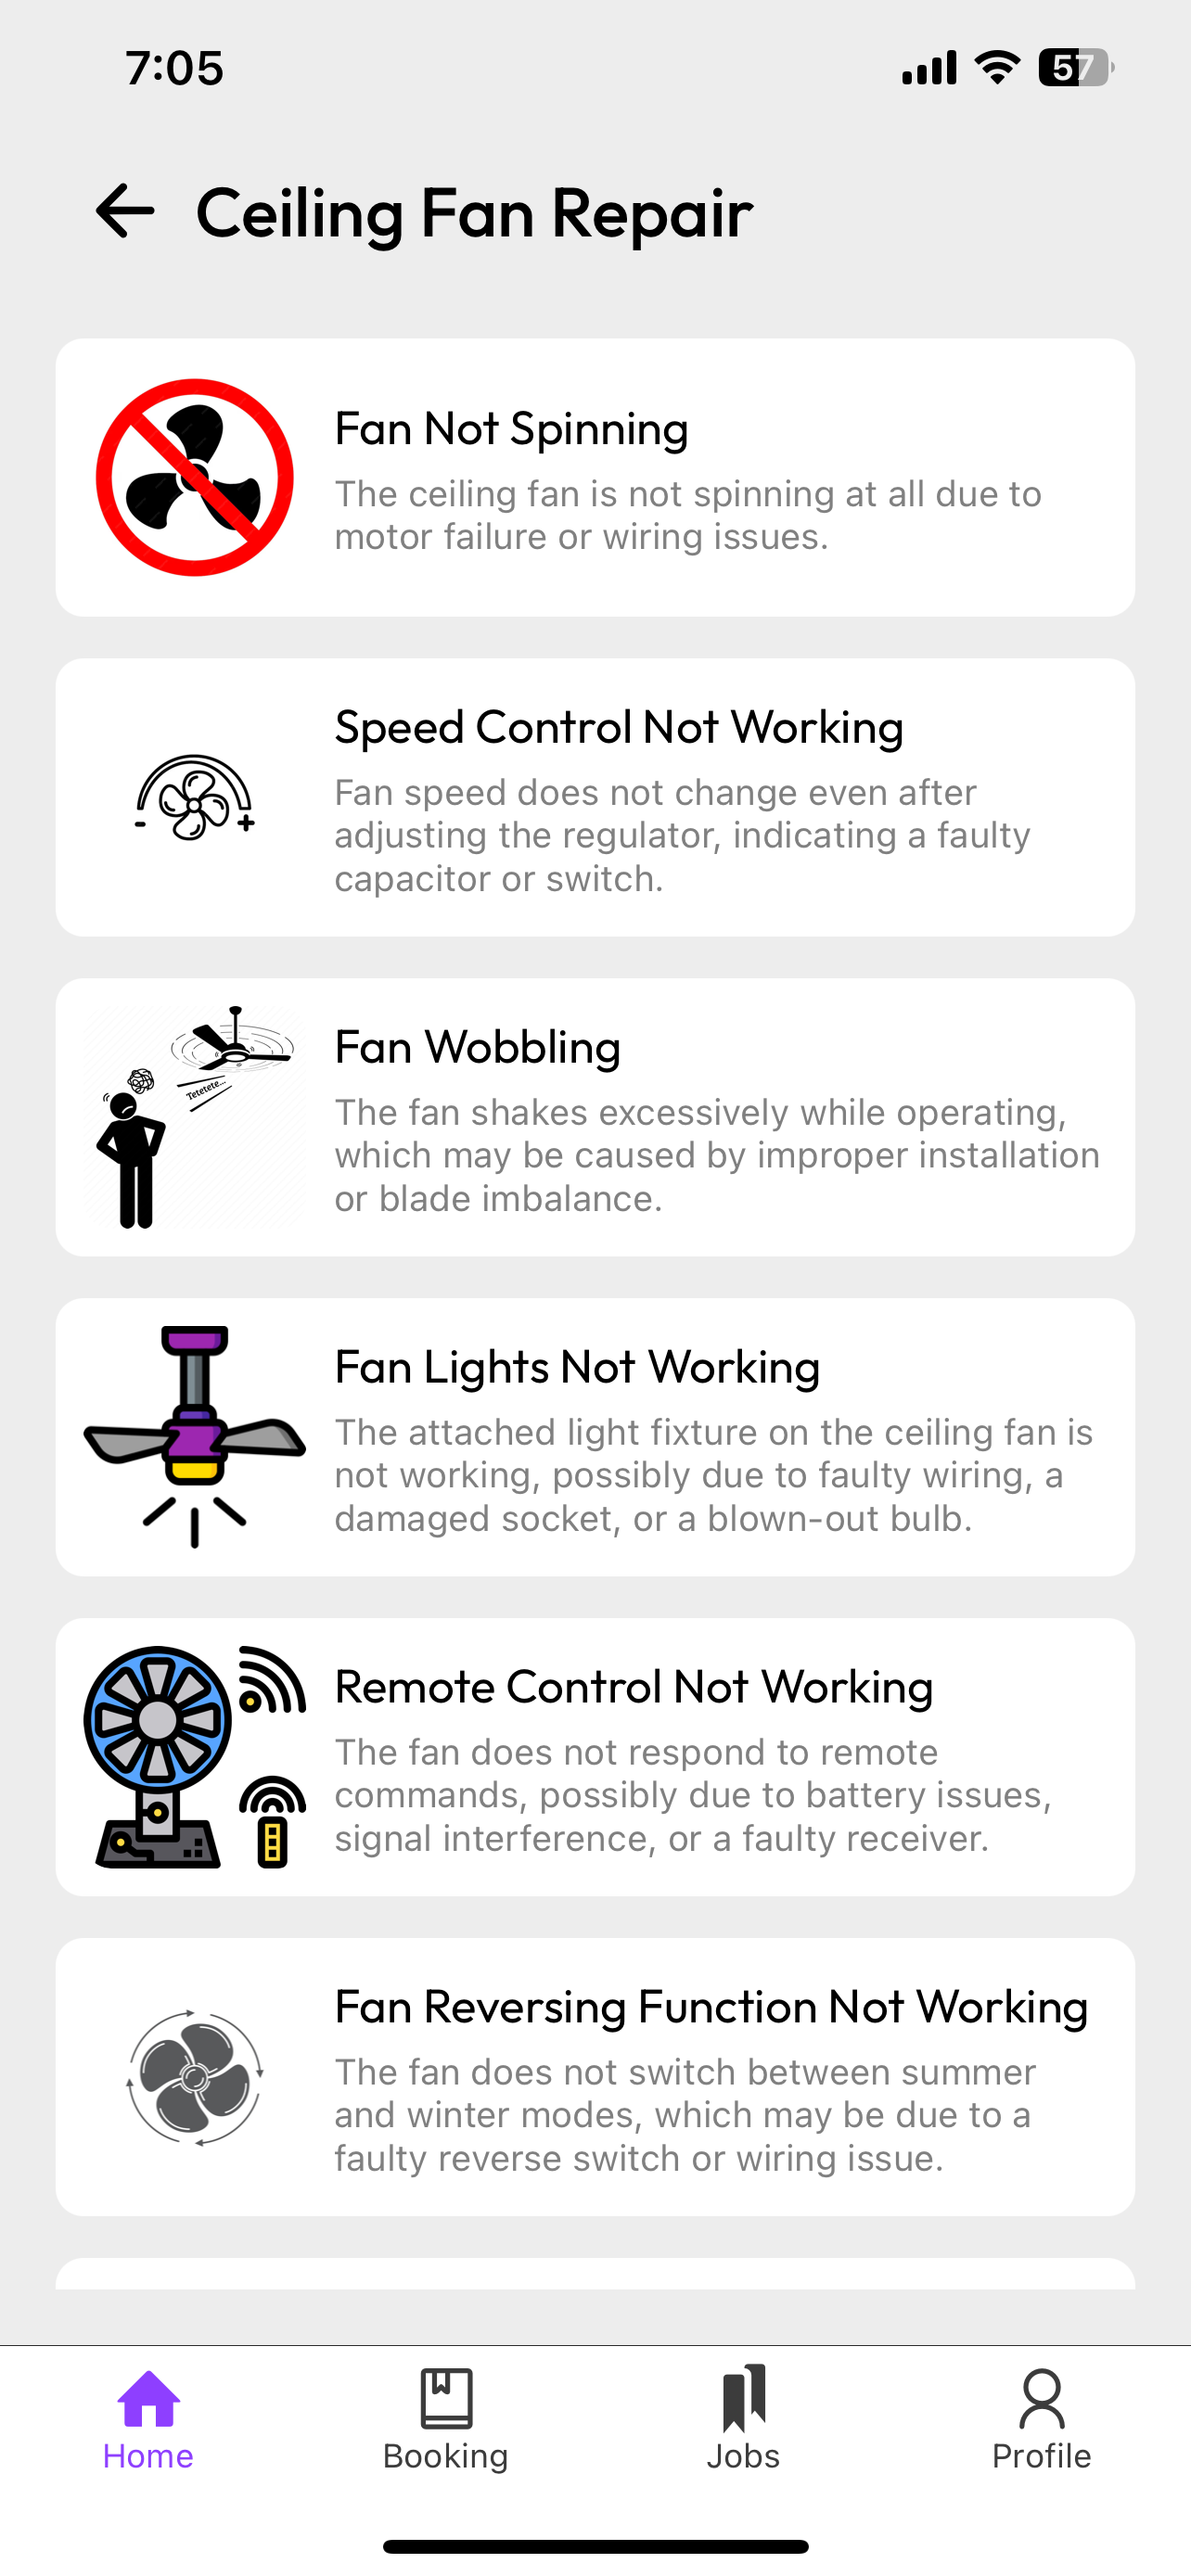 7:05
57
Ceiling Fan Repair
Fan Not Spinning
The ceiling fan is not spinning at all due to
motor failure or wiring issues.
Speed Control Not Working
Fan speed does not change even after
adjusting the regulator, indicating a faulty
capacitor or switch.
Tetetete...
Fan Wobbling
The fan shakes excessively while operating,
which may be caused by improper installation
or blade imbalance.
Fan Lights Not Working
The attached light fixture on the ceiling fan is
not working, possibly due to faulty wiring, a
damaged socket, or a blown-out bulb.
Remote Control Not Working
The fan does not respond to remote
commands, possibly due to battery issues,
signal interference, or a faulty receiver.
Fan Reversing Function Not Working
The fan does not switch between summer
and winter modes, which may be due to a
faulty reverse switch or wiring issue.
Home
Booking
Jobs
Profile